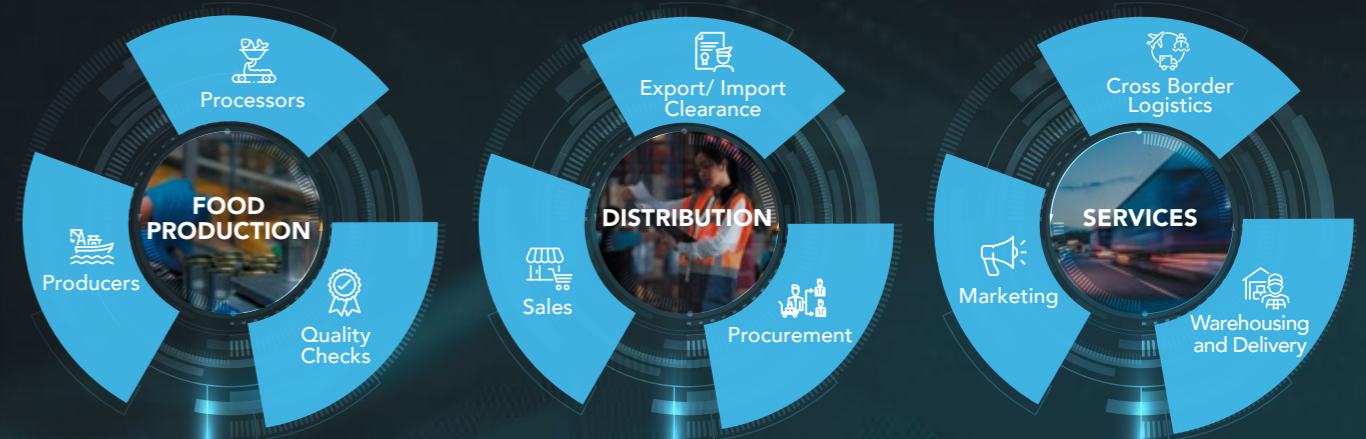 Processors
FOOD
PRODUCTION
Producers
Quality
Checks
Export/ Import
Clearance
DISTRIBUTION
Sales
Procurement
Cross Border
Logistics
SERVICES
Marketing
Warehousing
and Delivery